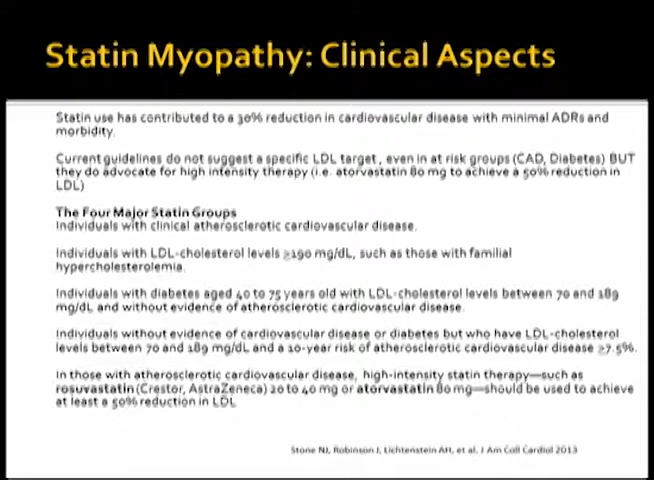 Statin Myopathy: Clinical Aspects
Statin use has contributed to a 30% reduction in cardiovascular disease with minimal ADRs and
morbidity.
Current guidelines do not suggest a specific LDL target, even in at risk groups (CAD, Diabetes) BUT
they do advocate for high intensity therapy (i.e. atorvastatin 80 mg to achieve a 50% reduction in
LDL)
The Four Major Statin Groups
Individuals with clinical atherosclerotic cardiovascular disease.
Individuals with LDL-cholesterol levels ≥190 mg/dL, such as those with familial
hypercholesterolemia.
Individuals with diabetes aged 40 to 75 years old with LDL-cholesterol levels between 70 and 189
mg/dL and without evidence of atherosclerotic cardiovascular disease.
Individuals without evidence of cardiovascular disease or diabetes but who have LDL-cholesterol
levels between 70 and 189 mg/dL and a 10-year risk of atherosclerotic cardiovascular disease ≥7.5%.
In those with atherosclerotic cardiovascular disease, high-intensity statin therapy—such as
rosuvastatin (Crestor, AstraZeneca) 20 to 40 mg or atorvastatin 80 mg—should be used to achieve
at least a 50% reduction in LDL
Stone NJ, Robinson J, Lichtenstein AH, et al. J Am Coll Cardiol 2013